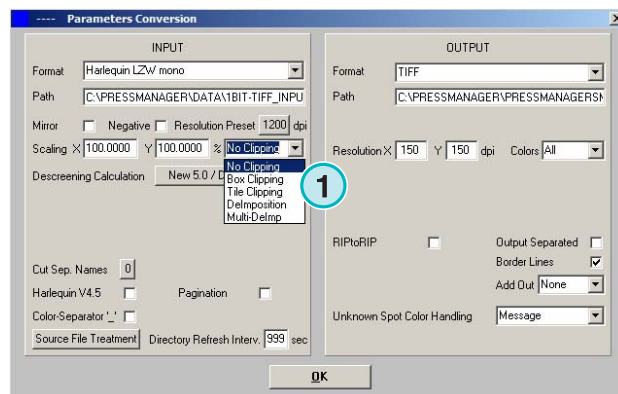 ---- Parameters Conversion
INPUT
Format Harlequin LZW mono
Path C:\PRESSMANAGER\DATA\1BIT-TIFF_INPU
Mirror Negative Resolution Preset 1200 dpi
Scaling X 100.0000 Y 100.0000 % No Clipping
No Clipping
Box Clipping
Tile Clipping
DeImposition
Multi-DeImp
1
Descreening Calculation New 5.0 /
Cut Sep. Names 0
Harlequin V4.5 Pagination
Color-Separator '_'
Source File Treatment Directory Refresh Interv. 999 sec
OUTPUT
Format TIFF
Path C:\PRESSMANAGER\PRESSMANAGERSN
Resolution X 150 Y 150 dpi Colors All
RIPtoRIP Output Separated
Border Lines
Add Out None
Unknown Spot Color Handling Message
OK